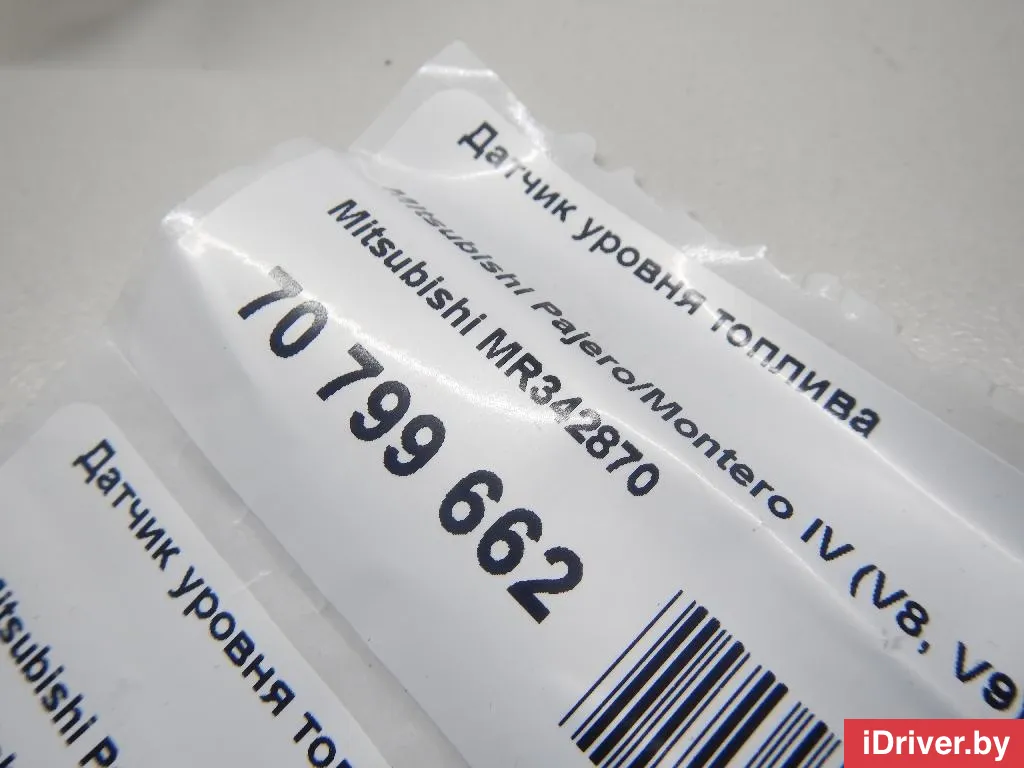 Датчик уровня топлива
Mitsubishi Pajero/Montero IV (V8, V9
Mitsubishi MR342870
70 799 662
Датчик уровня топ
Mitsubishi P
iDriver.by